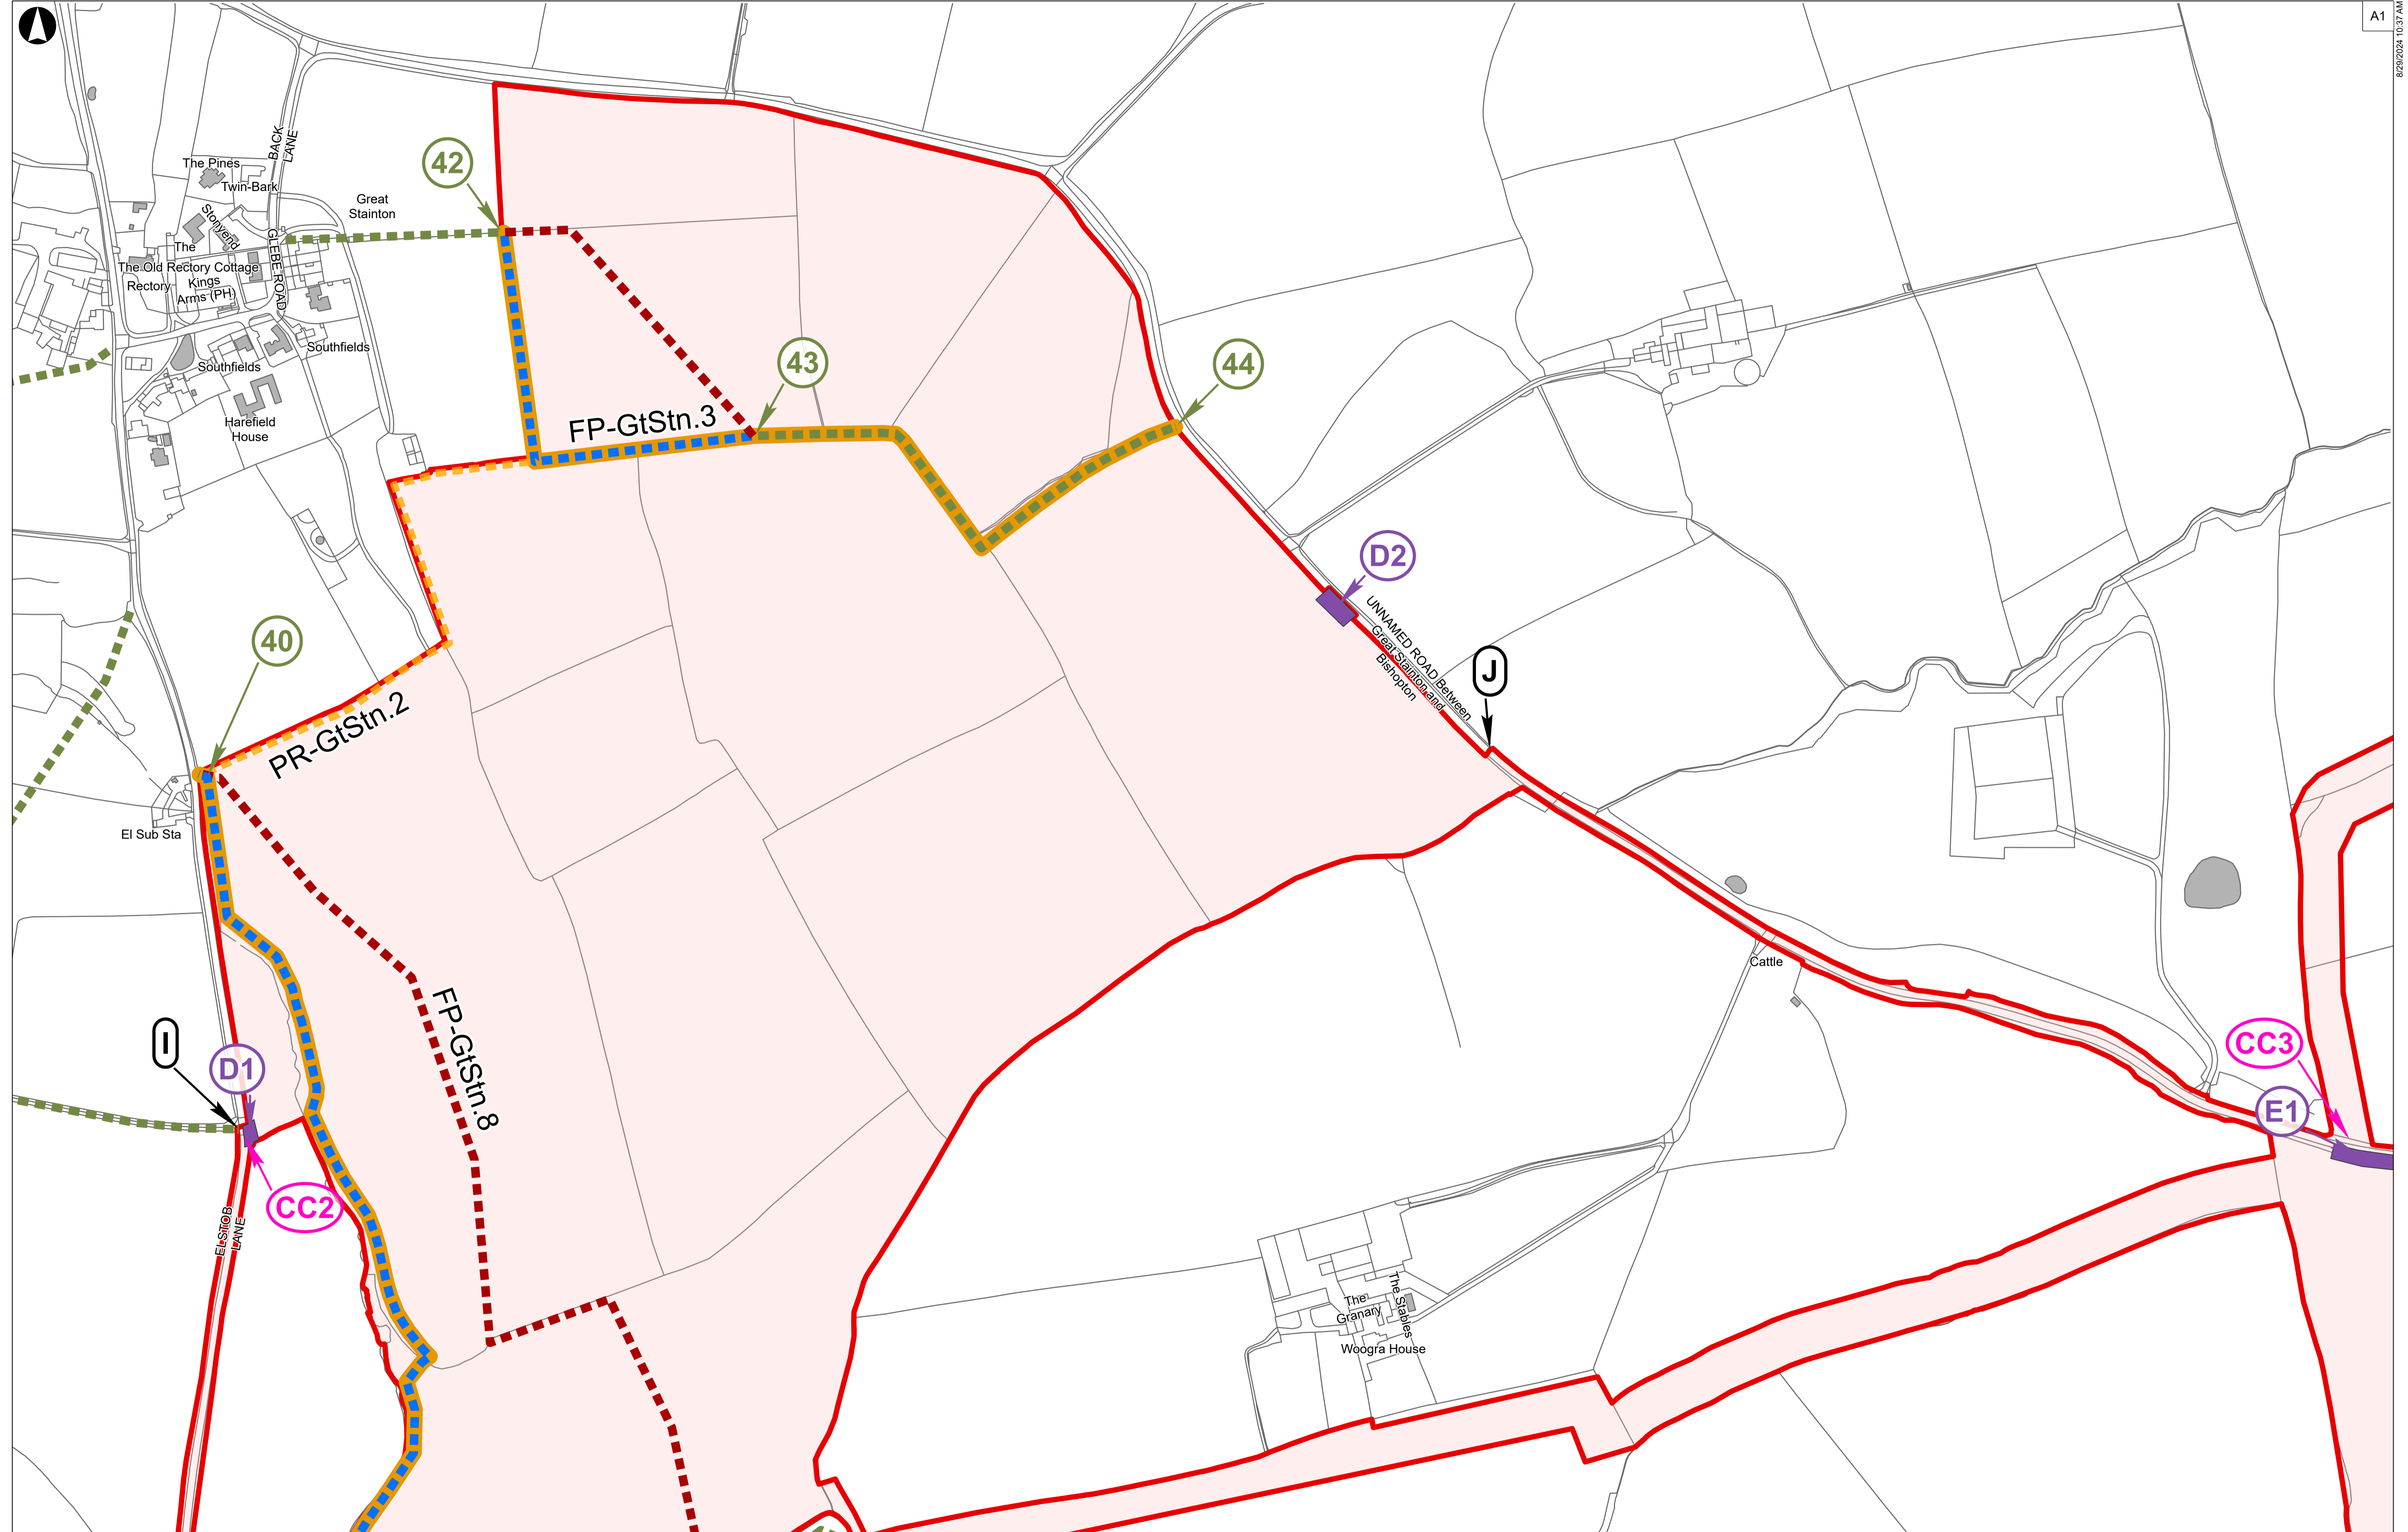 A1
8/29/2024 10:37 AM
BACK
LANE
The Pines
Twin-Bark
42
Great
Stainton
Stonyend
GLEBE ROAD
The
The Old Rectory Cottage
Rectory
Kings
Arms (PH)
Southfields
Southfields
43
44
FP-GtStn.3
Harefield
House
D2
UNNAMED ROAD Between
Great Stainton and
Bishopton
40
J
PR-GtStn.2
El Sub Sta
Cattle
FP-GtStn.8
I
D1
CC3
E1
CC2
ELSTOB
LANE
The
Granary
The Stables
Woogra House